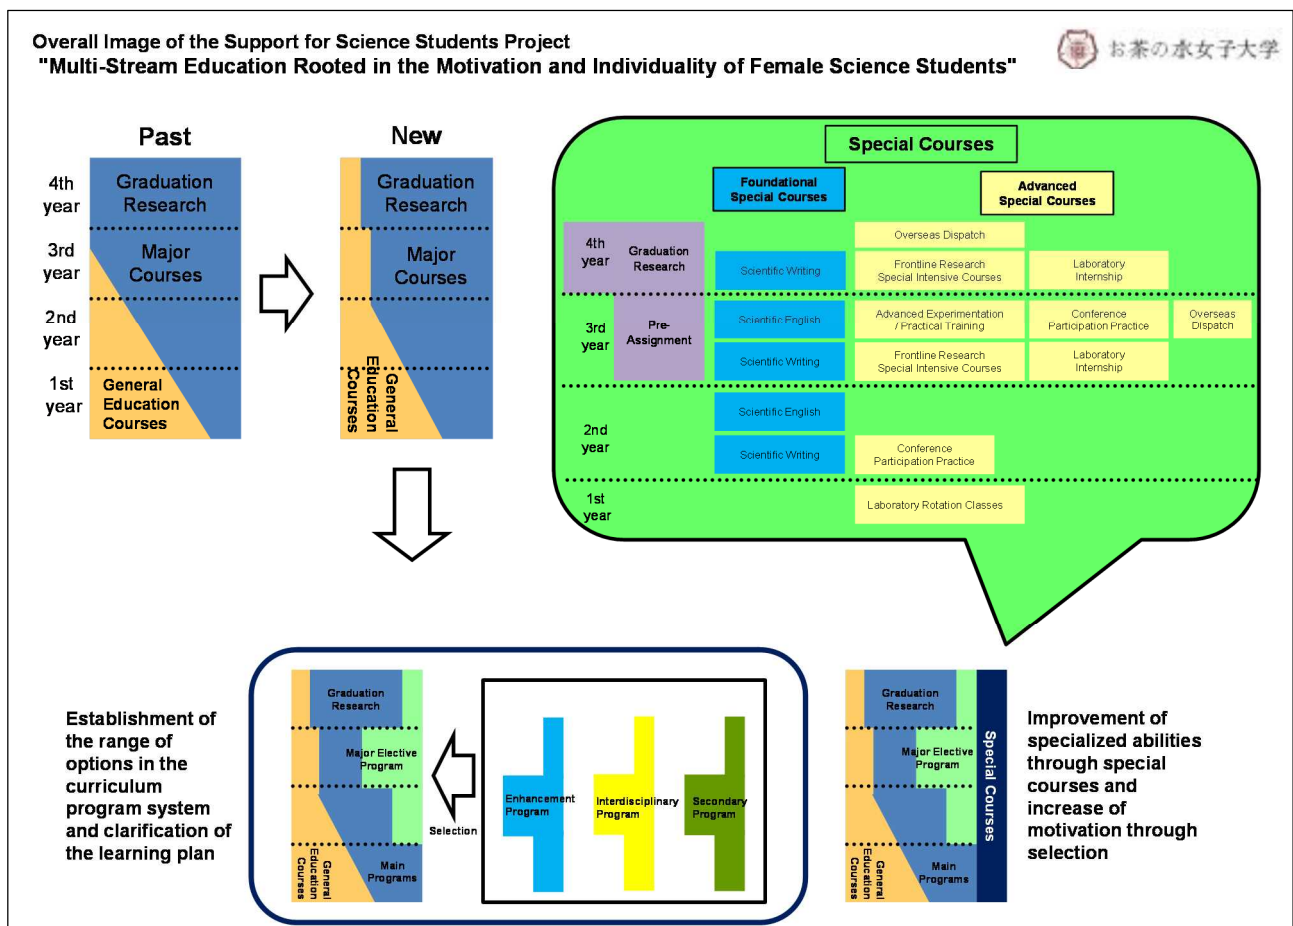 Overall Image of the Support for Science Students Project
"Multi-Stream Education Rooted in the Motivation and Individuality of Female Science Students"
お茶の水女子大学
Past
New
4th
year
3rd
year
2nd
year
1st
year
Graduation
Research
Major
Courses
General
Education
Courses
Graduation
Research
Major
Courses
General
Education
Courses
Special Courses
Foundational
Special Courses
Advanced
Special Courses
4th
year
Graduation
Research
Overseas Dispatch
Scientific Writing
Frontline Research
Special Intensive Courses
Laboratory
Internship
3rd
year
Pre-
Assignment
Scientific English
Advanced Experimentation
/ Practical Training
Conference
Participation Practice
Overseas
Dispatch
Scientific Writing
Frontline Research
Special Intensive Courses
Laboratory
Internship
2nd
year
Scientific English
Scientific Writing
Conference
Participation Practice
1st
year
Laboratory Rotation Classes
Establishment of
the range of
options in the
curriculum
program system
and clarification of
the learning plan
Graduation
Research
Major Elective
Program
General
Education
Courses
Main
Programs
Selection
Enhancement
Program
Interdisciplinary
Program
Secondary
Program
Graduation
Research
Major Elective
Program
General
Education
Courses
Main
Programs
Special Courses
Improvement of
specialized abilities
through special
courses and
increase of
motivation through
selection